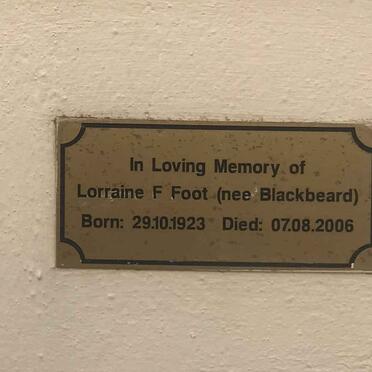 In Loving Memory of
Lorraine F Foot (nee Blackbeard)
Born: 29.10.1923 Died: 07.08.2006